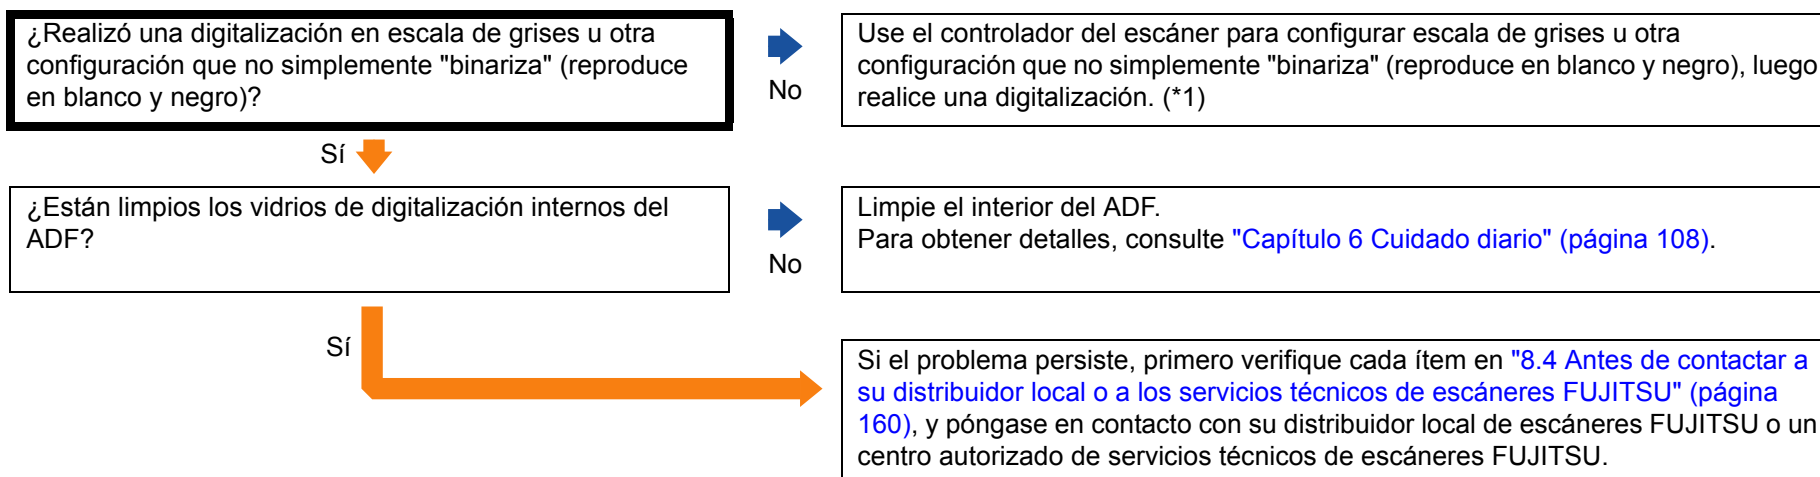 ¿Realizó una digitalización en escala de grises u otra
configuración que no simplemente "binariza" (reproduce
en blanco y negro)?
No
Use el controlador del escáner para configurar escala de grises u otra
configuración que no simplemente "binariza" (reproduce en blanco y negro), luego
realice una digitalización. (*1)
Sí
¿Están limpios los vidrios de digitalización internos del
ADF?
No
Limpie el interior del ADF.
Para obtener detalles, consulte "Capítulo 6 Cuidado diario" (página 108).
Sí
Si el problema persiste, primero verifique cada ítem en "8.4 Antes de contactar a
su distribuidor local o a los servicios técnicos de escáneres FUJITSU" (página
160), y póngase en contacto con su distribuidor local de escáneres FUJITSU o un
centro autorizado de servicios técnicos de escáneres FUJITSU.